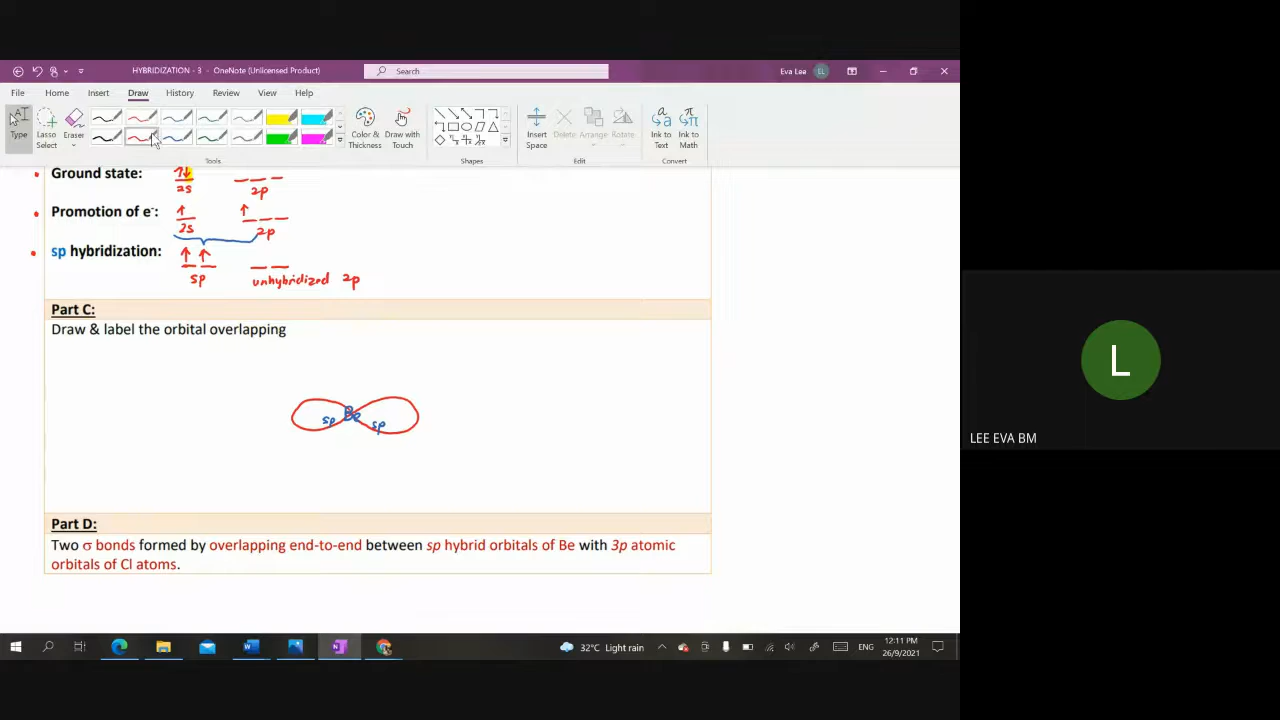 HYBRIDIZATION - 3 - OneNote (Unlicensed Product)
Search
Eva Lee
EL
File Home Insert Draw History Review View Help
Type
Lasso Select
Eraser
Color & Thickness
Draw with Touch
Insert Space
Delete
Arrange
Rotate
Ink to Text
Ink to Math
Tools
Shapes
Edit
Convert
Ground state:
2s 2p
Promotion of e-:
2s 2p
sp hybridization:
sp unhybridized 2p
Part C:
Draw & label the orbital overlapping
sp Be sp
Part D:
Two σ bonds formed by overlapping end-to-end between sp hybrid orbitals of Be with 3p atomic
orbitals of Cl atoms.
L
LEE EVA BM
32°C Light rain
ENG
12:11 PM
26/9/2021